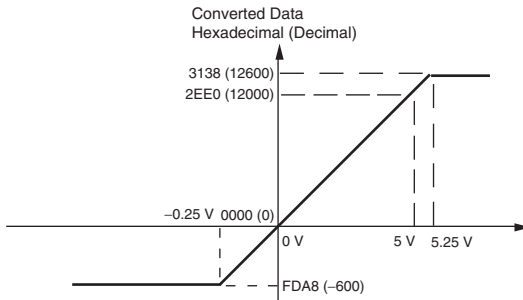 Converted Data
Hexadecimal (Decimal)
3138 (12600)
2EE0 (12000)
−0.25 V 0000 (0)
0 V
5 V
5.25 V
FDA8 (−600)